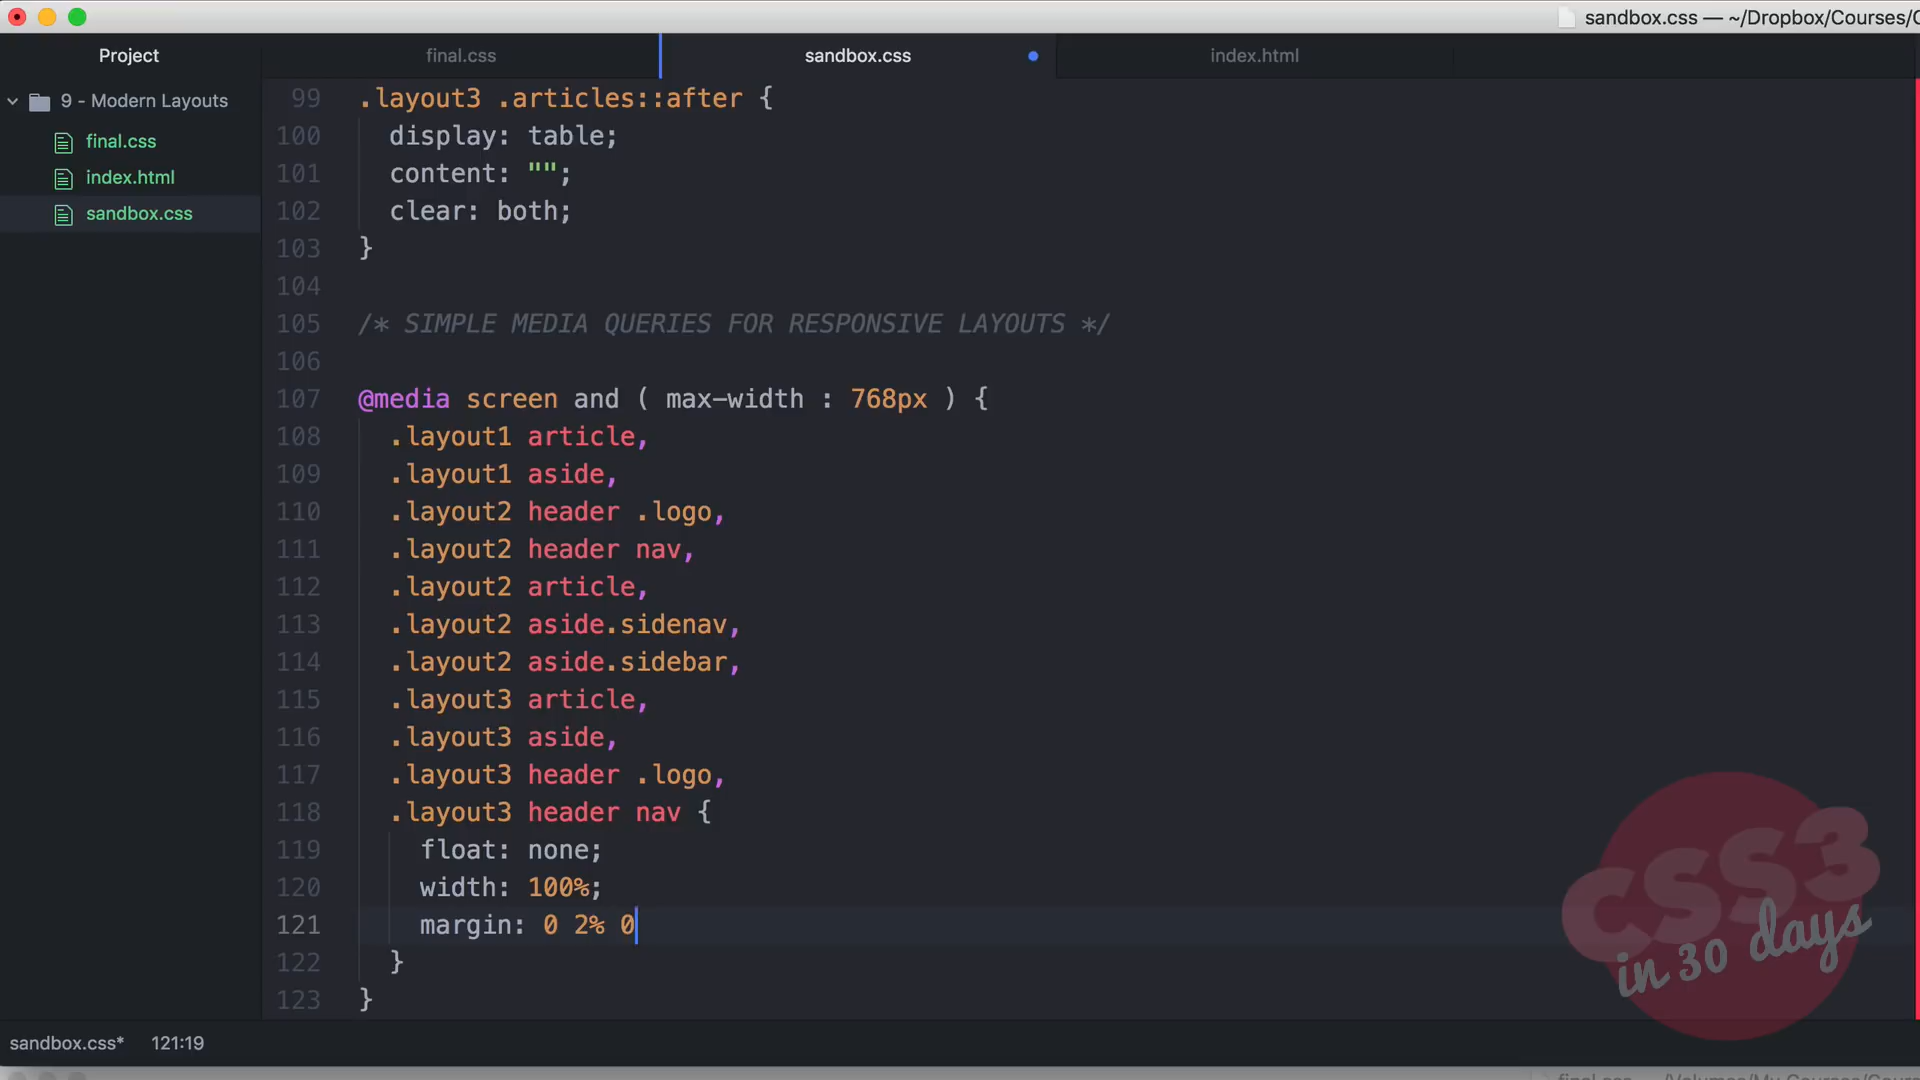 sandbox.css — ~/Dropbox/Courses/C
Project
final.css
sandbox.css
index.html
9 - Modern Layouts
final.css
index.html
sandbox.css
99 .layout3 .articles::after {
100 display: table;
101 content: "";
102 clear: both;
103 }
104
105 /* SIMPLE MEDIA QUERIES FOR RESPONSIVE LAYOUTS */
106
107 @media screen and ( max-width : 768px ) {
108 .layout1 article,
109 .layout1 aside,
110 .layout2 header .logo,
111 .layout2 header nav,
112 .layout2 article,
113 .layout2 aside.sidenav,
114 .layout2 aside.sidebar,
115 .layout3 article,
116 .layout3 aside,
117 .layout3 header .logo,
118 .layout3 header nav {
119 float: none;
120 width: 100%;
121 margin: 0 2% 0
122 }
123 }
CSS3
in 30 days
sandbox.css* 121:19